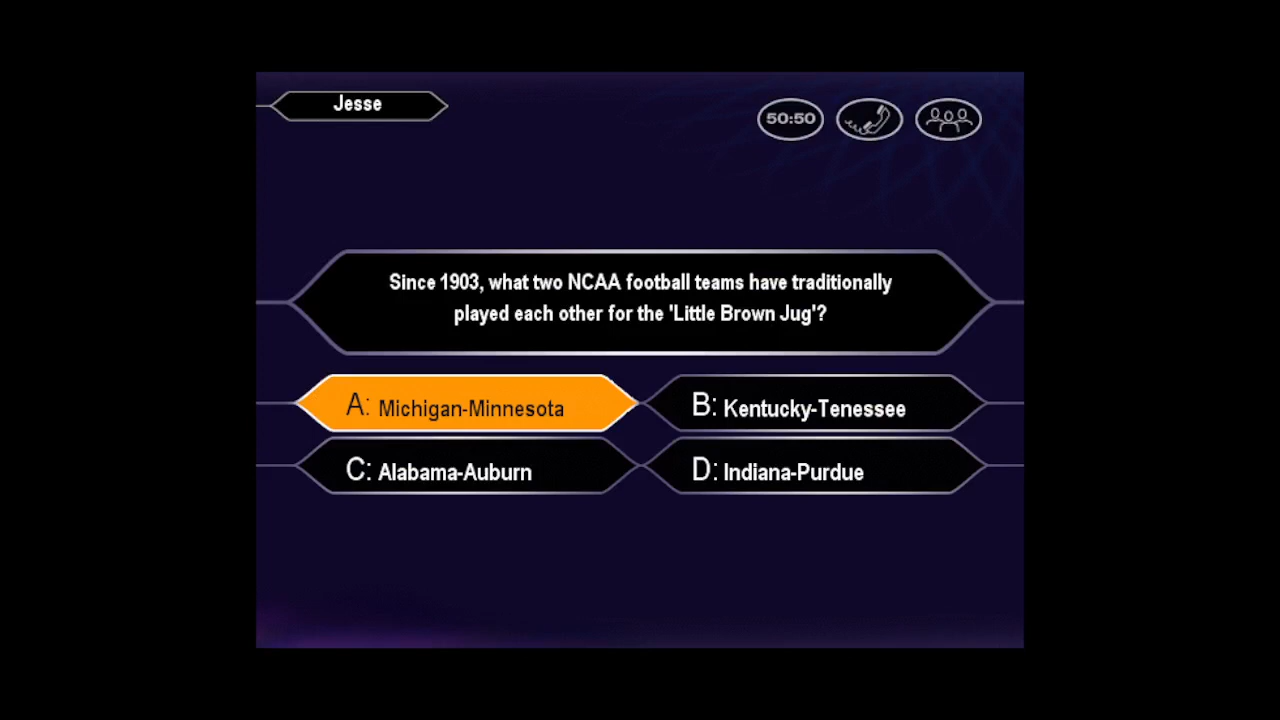 Jesse
50:50
Since 1903, what two NCAA football teams have traditionally
played each other for the 'Little Brown Jug'?
A: Michigan-Minnesota
B: Kentucky-Tenessee
C: Alabama-Auburn
D: Indiana-Purdue